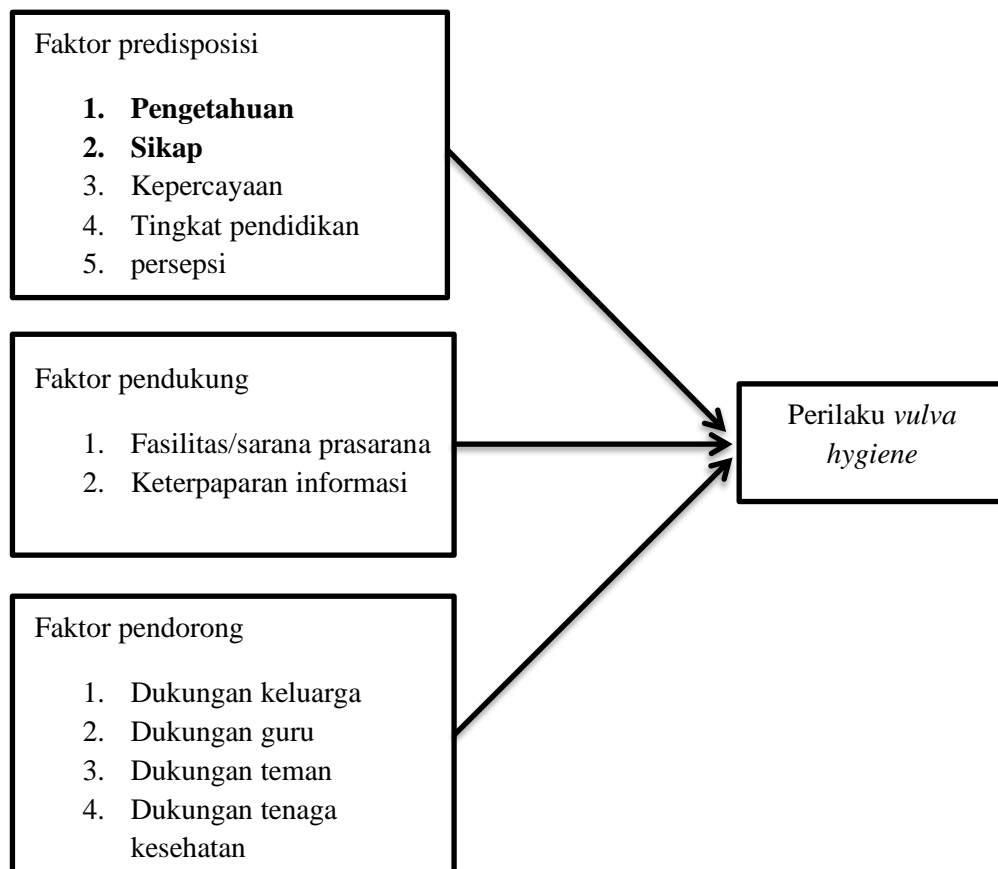 Faktor predisposisi
1. Pengetahuan
2. Sikap
3. Kepercayaan
4. Tingkat pendidikan
5. persepsi
Faktor pendukung
1. Fasilitas/sarana prasarana
2. Keterpaparan informasi
Faktor pendorong
1. Dukungan keluarga
2. Dukungan guru
3. Dukungan teman
4. Dukungan tenaga
kesehatan
Perilaku vulva
hygiene